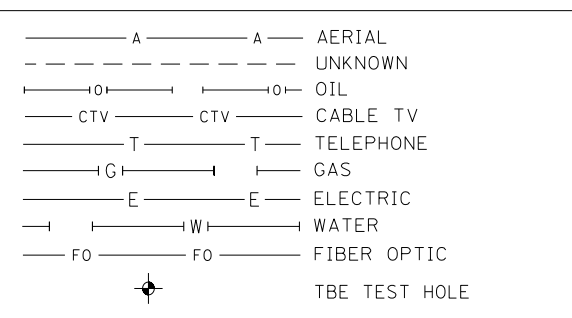 A A AERIAL
UNKNOWN
O O OIL
CTV CTV CABLE TV
T T TELEPHONE
G GAS
E E ELECTRIC
W WATER
FO FO FIBER OPTIC
TBE TEST HOLE